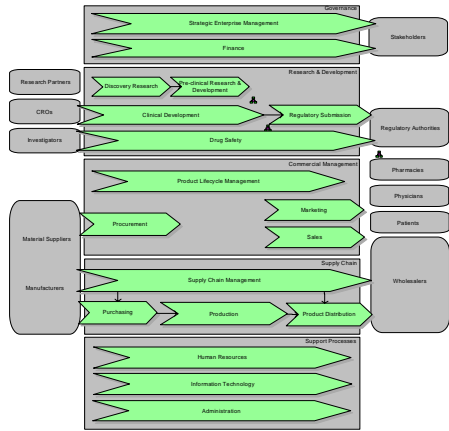 Governance
Strategic Enterprise Management
Finance
Stakeholders
Research & Development
Research Partners
Discovery Research
Pre-clinical Research &
Development
CROs
Clinical Development
Regulatory Submission
Regulatory Authorities
Investigators
Drug Safety
Commercial Management
Pharmacies
Product Lifecycle Management
Physicians
Marketing
Procurement
Patients
Material Suppliers
Sales
Supply Chain
Manufacturers
Supply Chain Management
Wholesalers
Purchasing
Production
Product Distribution
Support Processes
Human Resources
Information Technology
Administration